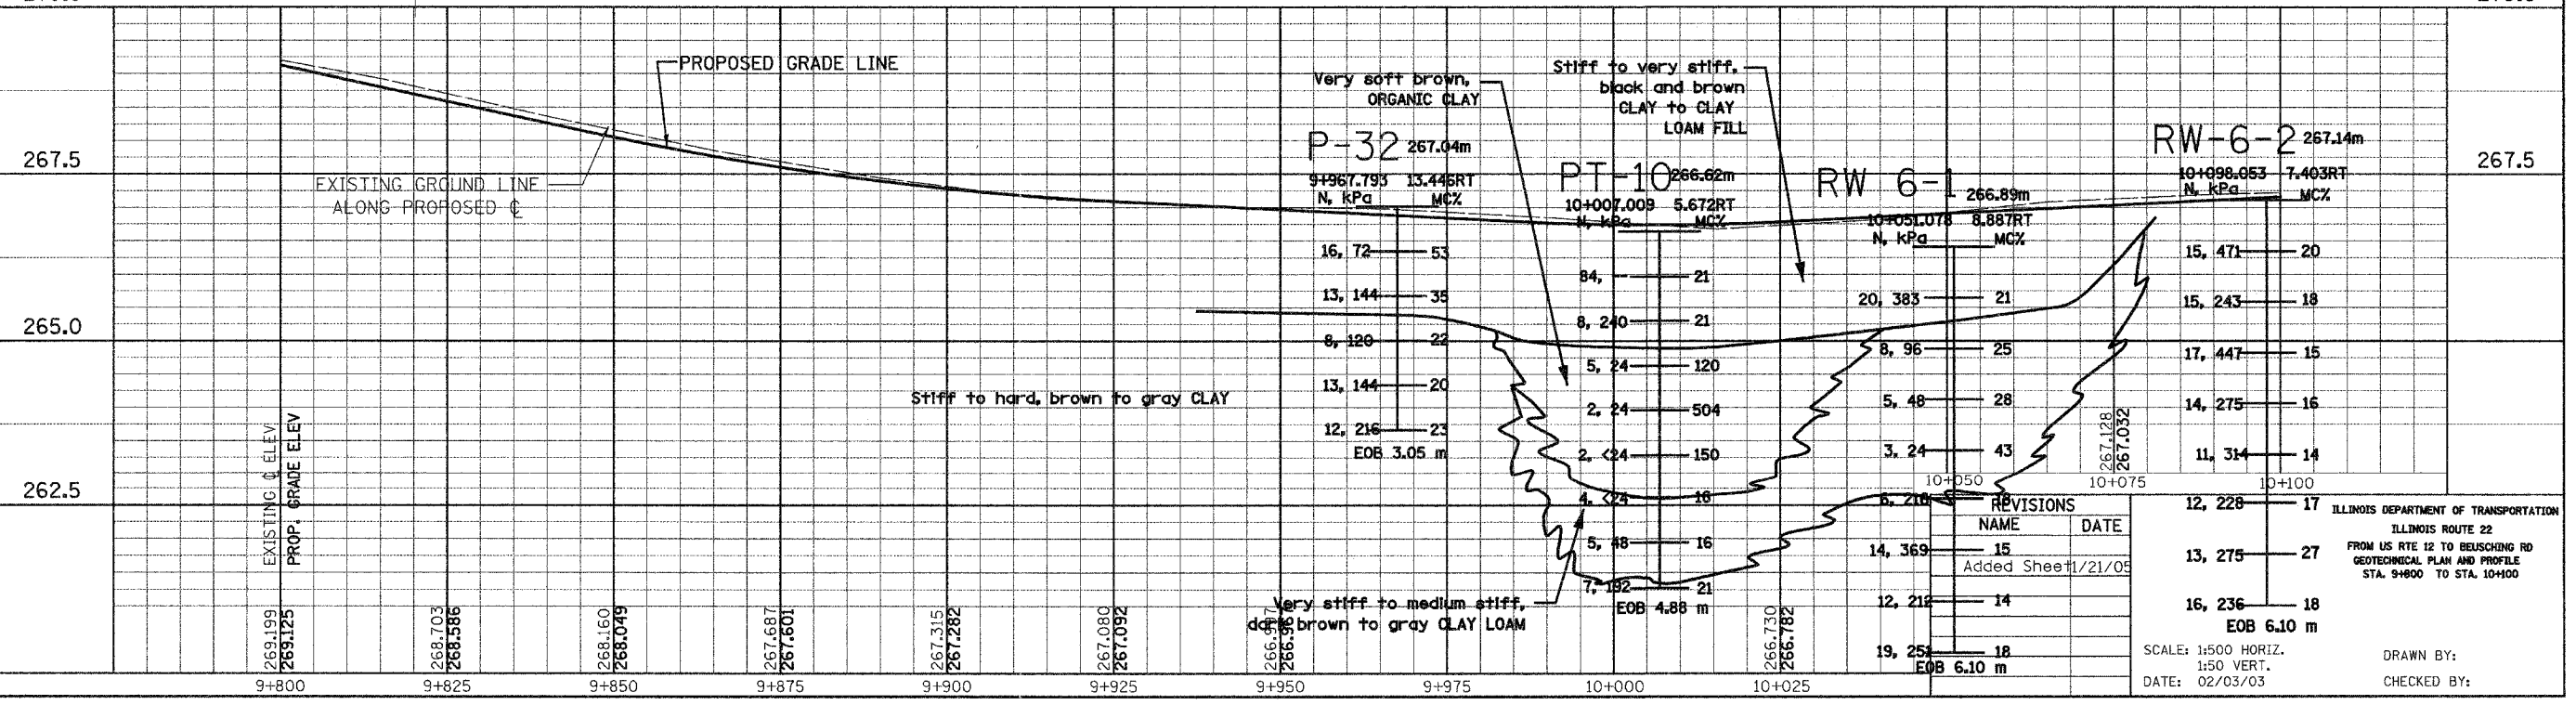 PROPOSED GRADE LINE
EXISTING GROUND LINE
ALONG PROPOSED ℄
267.5
265.0
262.5
267.5
Very soft brown,
ORGANIC CLAY
Stiff to very stiff,
black and brown
CLAY to CLAY
LOAM FILL
Stiff to hard, brown to gray CLAY
Very stiff to medium stiff,
dark brown to gray CLAY LOAM
P-32 267.04m
9+967.793 13.446RT
N, kPa MC%
16, 72 53
13, 144 35
8, 120 22
13, 144 20
12, 216 23
EOB 3.05 m
PT-10 266.62m
10+007.009 5.672RT
N, kPa MC%
84, - 21
8, 240 21
5, 24 120
2, 24 504
2, <24 150
4, <24 16
5, 48 16
7, 192 21
EOB 4.88 m
RW 6-1 266.89m
10+051.078 8.887RT
N, kPa MC%
20, 383 21
8, 96 25
5, 48 28
3, 24 43
6, 216 18
14, 369 15
12, 212 14
19, 251 18
EOB 6.10 m
RW-6-2 267.14m
10+098.053 7.403RT
N, kPa MC%
15, 471 20
15, 243 18
17, 447 15
14, 275 16
11, 314 14
12, 228 17
13, 275 27
16, 236 18
EOB 6.10 m
EXISTING ℄ ELEV
PROP. GRADE ELEV
269.199
269.125
268.703
268.586
268.160
268.049
267.687
267.601
267.315
267.282
267.080
267.092
266.967
266.730
266.782
267.128
267.032
10+050 10+075 10+100
9+800 9+825 9+850 9+875 9+900 9+925 9+950 9+975 10+000 10+025
REVISIONS
NAME DATE
Added Sheet 1/21/05
ILLINOIS DEPARTMENT OF TRANSPORTATION
ILLINOIS ROUTE 22
FROM US RTE 12 TO BEUSCHING RD
GEOTECHNICAL PLAN AND PROFILE
STA. 9+800 TO STA. 10+100
SCALE: 1:500 HORIZ.
1:50 VERT.
DATE: 02/03/03
DRAWN BY:
CHECKED BY: